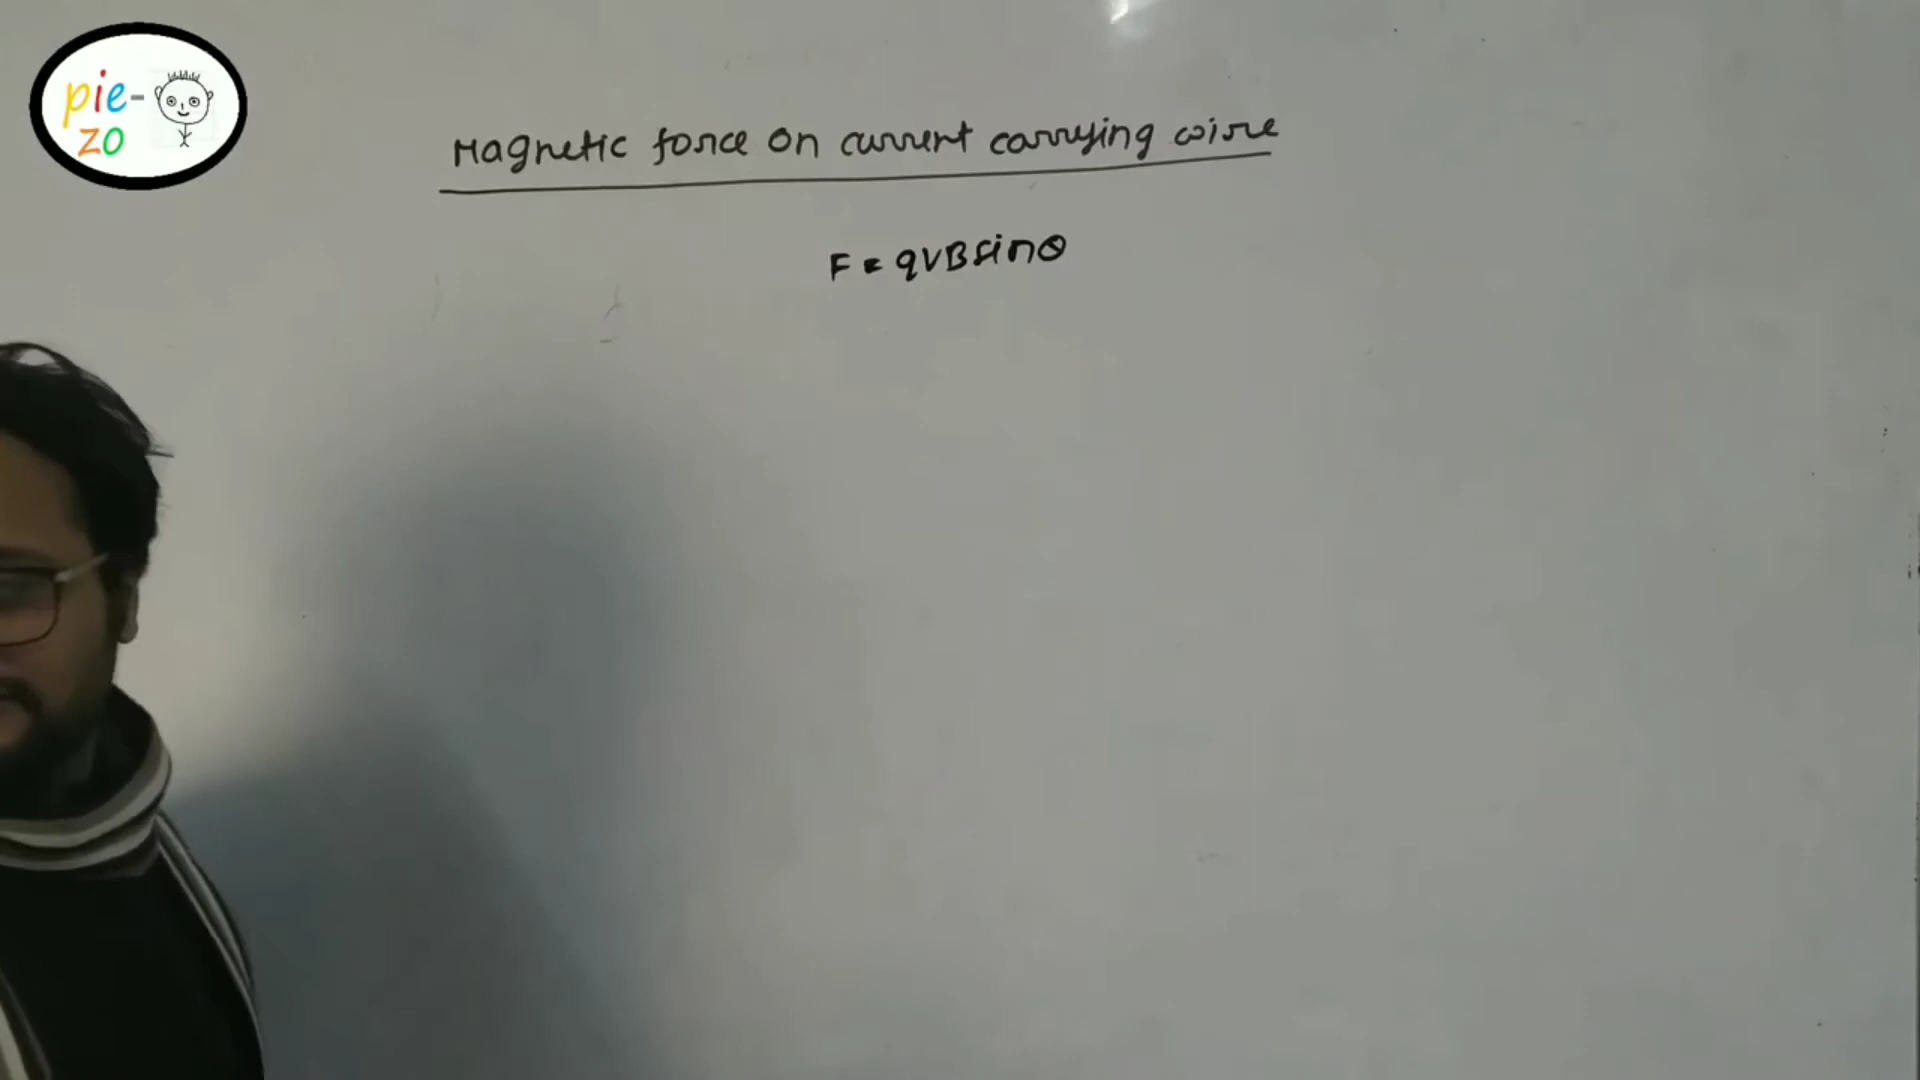 pie-
zo
Magnetic force on current carrying wire
F = qVBsinθ